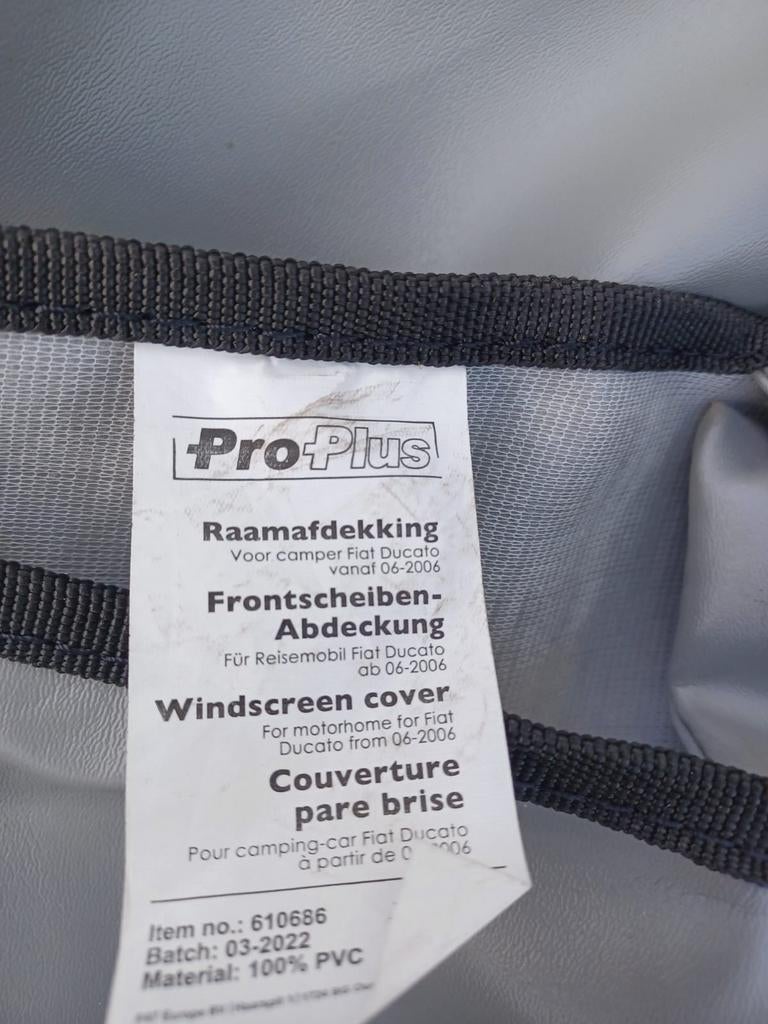 ProPlus
Raamafdekking
Voor camper Fiat Ducato
vanaf 06-2006
Frontscheiben-
Abdeckung
Für Reisemobil Fiat Ducato
ab 06-2006
Windscreen cover
For motorhome for Fiat
Ducato from 06-2006
Couverture
pare brise
Pour camping-car Fiat Ducato
à partir de
Item no.: 610686
Batch: 03-2022
Material: 100% PVC